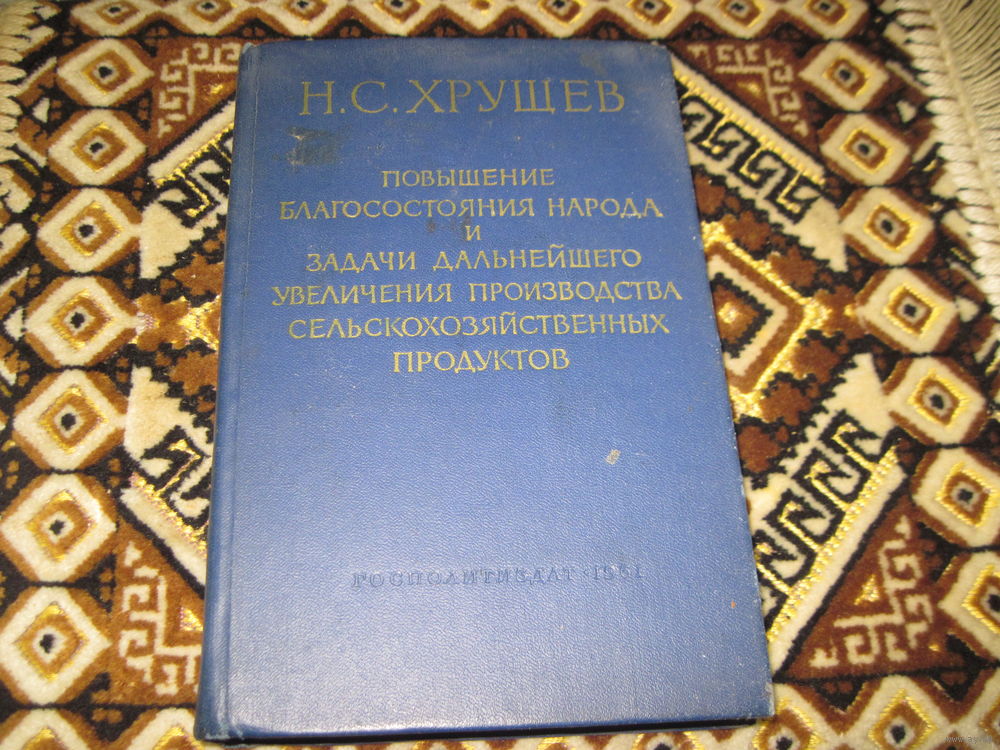 Н.С.ХРУЩЕВ
ПОВЫШЕНИЕ
БЛАГОСОСТОЯНИЯ НАРОДА
И
ЗАДАЧИ ДАЛЬНЕЙШЕГО
УВЕЛИЧЕНИЯ ПРОИЗВОДСТВА
СЕЛЬСКОХОЗЯЙСТВЕННЫХ
ПРОДУКТОВ
ГОСПОЛИТИЗДАТ · 1961